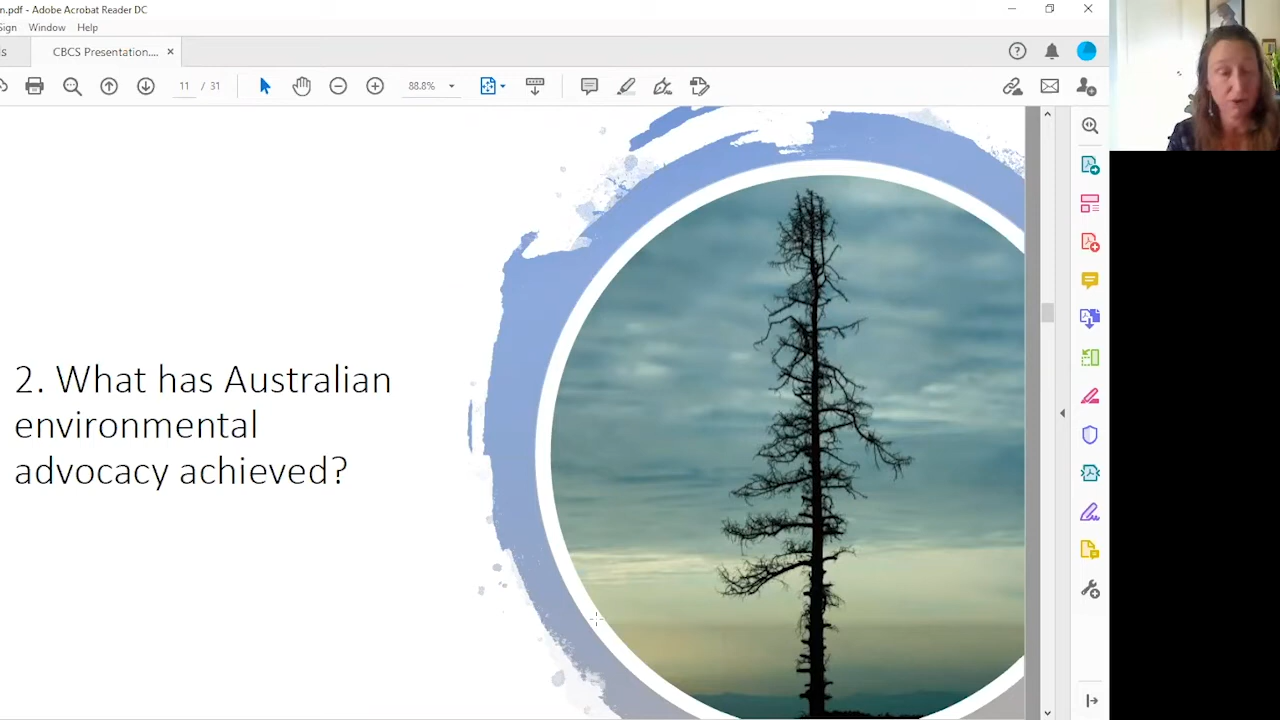 n.pdf - Adobe Acrobat Reader DC
Sign Window Help
s CBCS Presentation....
11 / 31 88.8%
2. What has Australian
environmental
advocacy achieved?